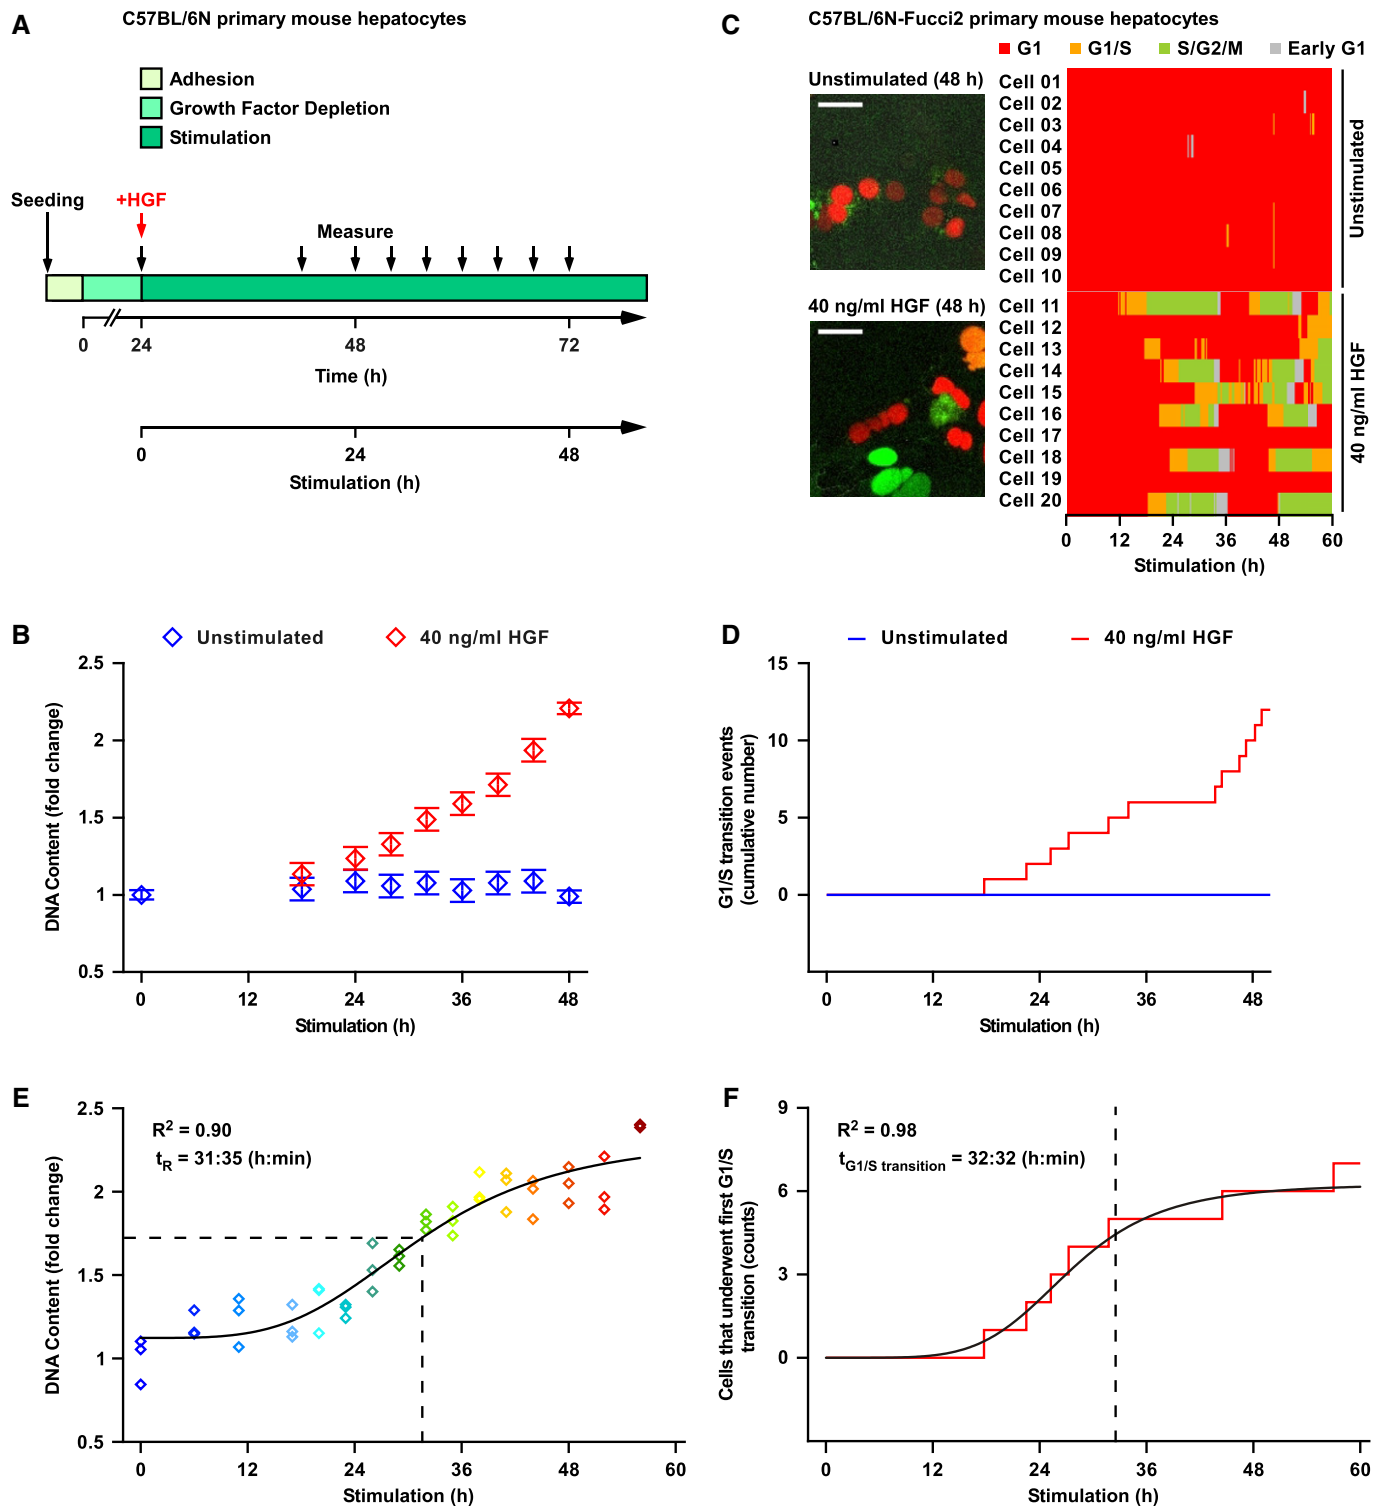 A
C57BL/6N primary mouse hepatocytes
Adhesion
Growth Factor Depletion
Stimulation
Seeding
+HGF
Measure
0 24 48 72
Time (h)
0 24 48
Stimulation (h)
C
C57BL/6N-Fucci2 primary mouse hepatocytes
G1 G1/S S/G2/M Early G1
Unstimulated (48 h)
40 ng/ml HGF (48 h)
Cell 01
Cell 02
Cell 03
Cell 04
Cell 05
Cell 06
Cell 07
Cell 08
Cell 09
Cell 10
Cell 11
Cell 12
Cell 13
Cell 14
Cell 15
Cell 16
Cell 17
Cell 18
Cell 19
Cell 20
Unstimulated
40 ng/ml HGF
0 12 24 36 48 60
Stimulation (h)
B
Unstimulated 40 ng/ml HGF
DNA Content (fold change)
2.5
2
1.5
1
0.5
0 12 24 36 48
Stimulation (h)
D
Unstimulated 40 ng/ml HGF
G1/S transition events
(cumulative number)
15
10
5
0
0 12 24 36 48
Stimulation (h)
E
R2 = 0.90
tR = 31:35 (h:min)
DNA Content (fold change)
2.5
2
1.5
1
0.5
0 12 24 36 48 60
Stimulation (h)
F
R2 = 0.98
tG1/S transition = 32:32 (h:min)
Cells that underwent first G1/S
transition (counts)
9
6
3
0
0 12 24 36 48 60
Stimulation (h)